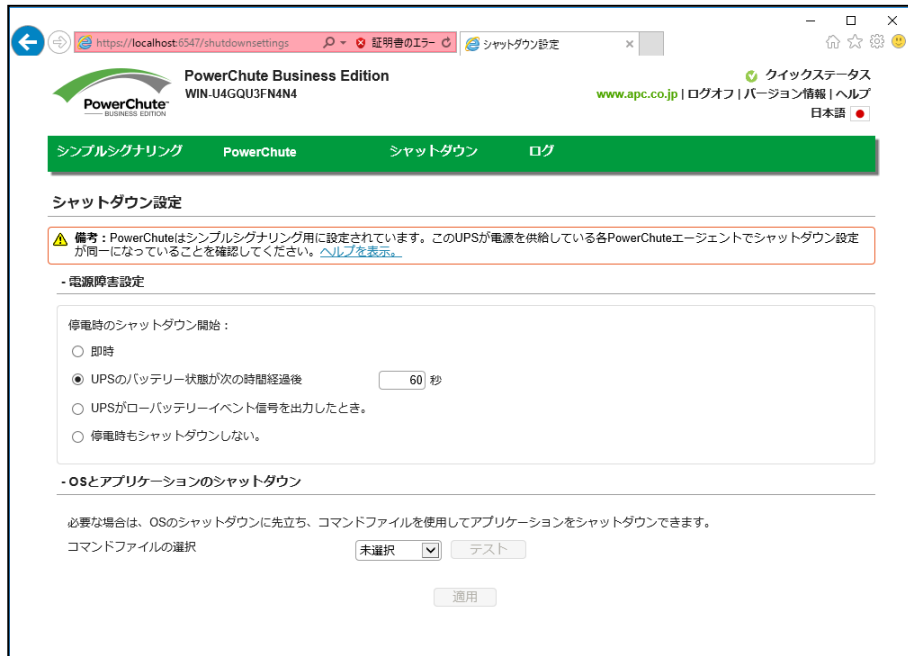 https://localhost:6547/shutdownsettings
証明書のエラー
シャットダウン設定
PowerChute Business Edition
クイックステータス
WIN-U4GQU3FN4N4
www.apc.co.jp | ログオフ | バージョン情報 | ヘルプ
PowerChute
BUSINESS EDITION
日本語
シンプルシグナリング PowerChute シャットダウン ログ
シャットダウン設定
備考：PowerChuteはシンプルシグナリング用に設定されています。このUPSが電源を供給している各PowerChuteエージェントでシャットダウン設定
が同一になっていることを確認してください。ヘルプを表示。
- 電源障害設定
停電時のシャットダウン開始：
即時
UPSのバッテリー状態が次の時間経過後 60 秒
UPSがローバッテリーイベント信号を出力したとき。
停電時もシャットダウンしない。
- OSとアプリケーションのシャットダウン
必要な場合は、OSのシャットダウンに先立ち、コマンドファイルを使用してアプリケーションをシャットダウンできます。
コマンドファイルの選択 未選択 テスト
適用